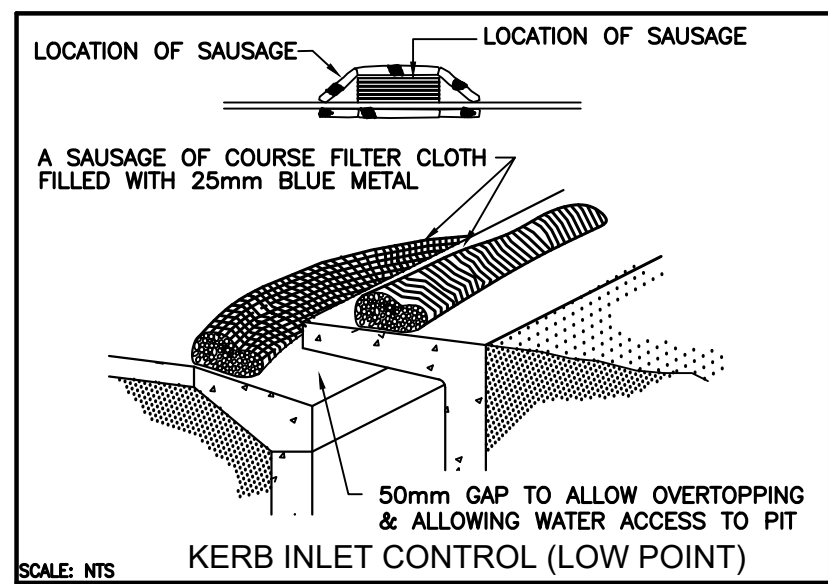 LOCATION OF SAUSAGE
LOCATION OF SAUSAGE
A SAUSAGE OF COURSE FILTER CLOTH
FILLED WITH 25mm BLUE METAL
50mm GAP TO ALLOW OVERTOPPING
& ALLOWING WATER ACCESS TO PIT
SCALE: NTS
KERB INLET CONTROL (LOW POINT)